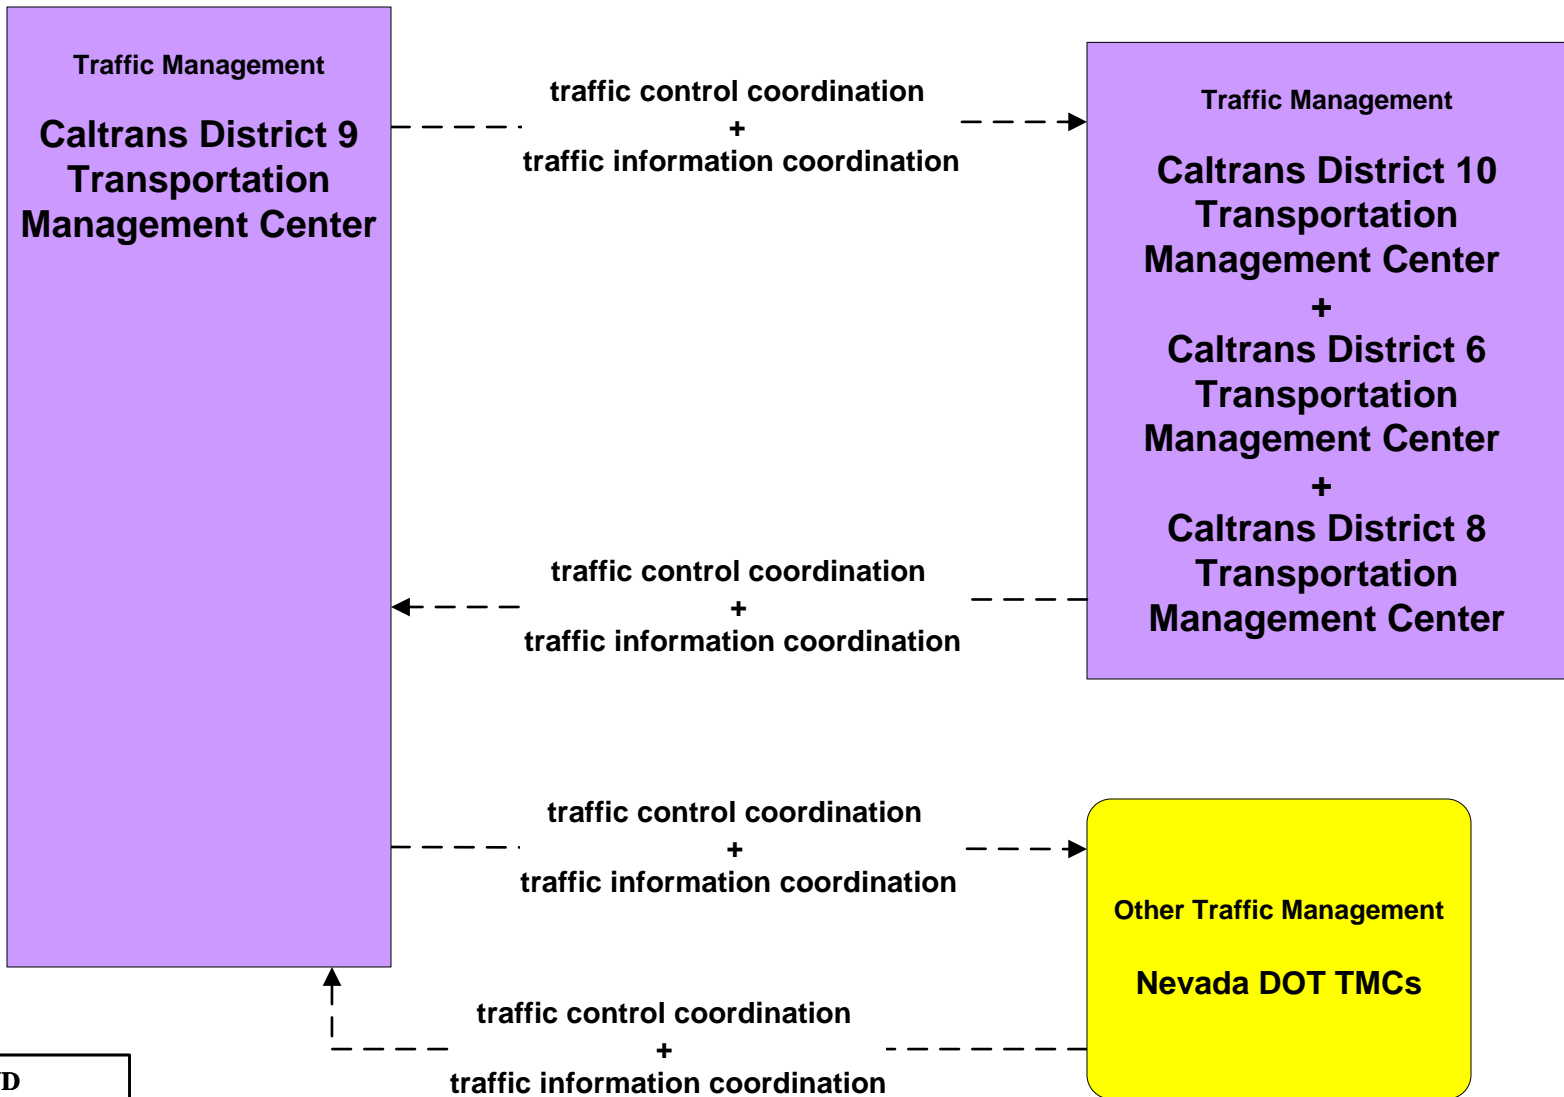 Traffic Management
Caltrans District 9
Transportation
Management Center
traffic control coordination
+
traffic information coordination
Traffic Management
Caltrans District 10
Transportation
Management Center
+
Caltrans District 6
Transportation
Management Center
+
Caltrans District 8
Transportation
Management Center
traffic control coordination
+
traffic information coordination
traffic control coordination
+
traffic information coordination
Other Traffic Management
Nevada DOT TMCs
traffic control coordination
+
traffic information coordination